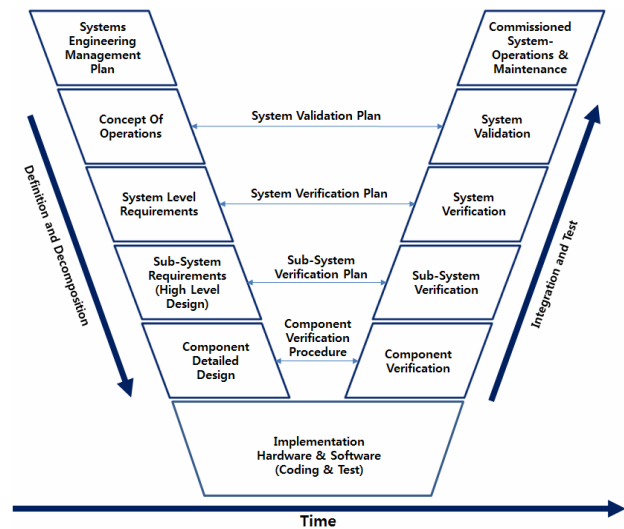 Systems
Engineering
Management
Plan
Commissioned
System-
Operations &
Maintenance
Concept Of
Operations
System Validation Plan
System
Validation
System Level
Requirements
System Verification Plan
System
Verification
Sub-System
Requirements
(High Level
Design)
Sub-System
Verification Plan
Sub-System
Verification
Component
Detailed
Design
Component
Verification
Procedure
Component
Verification
Definition and Decomposition
Integration and Test
Implementation
Hardware & Software
(Coding & Test)
Time